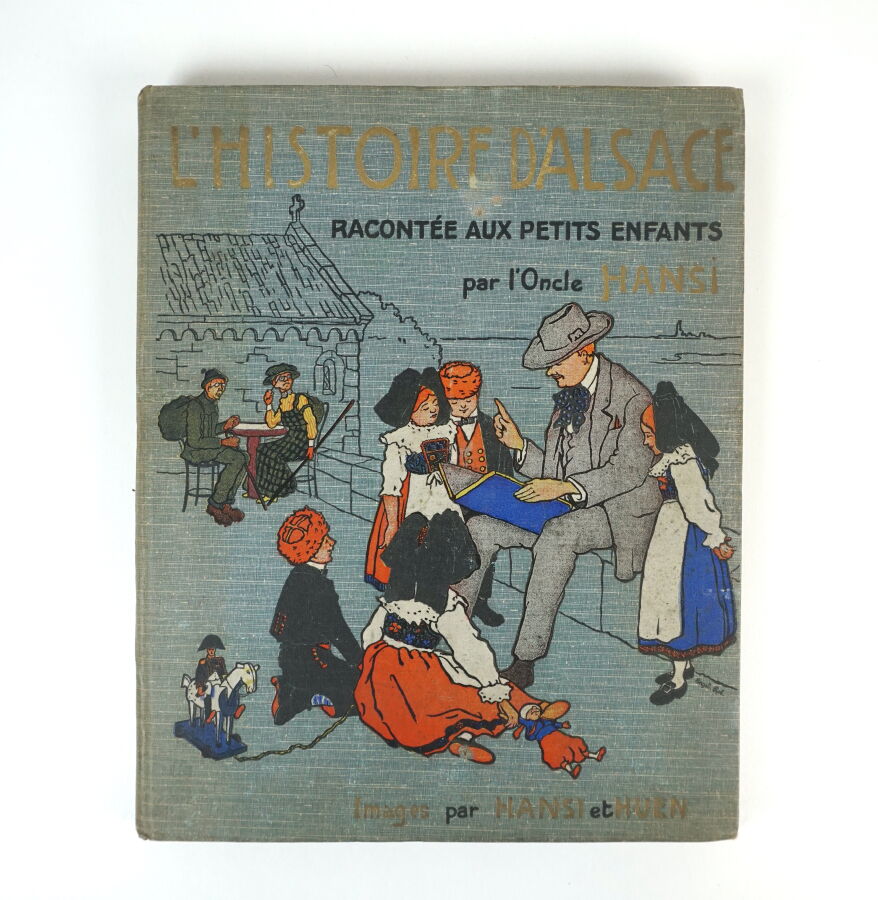 L'HISTOIRE D'ALSACE
RACONTÉE AUX PETITS ENFANTS
par l'Oncle HANSi
Images par HANSI et HUEN